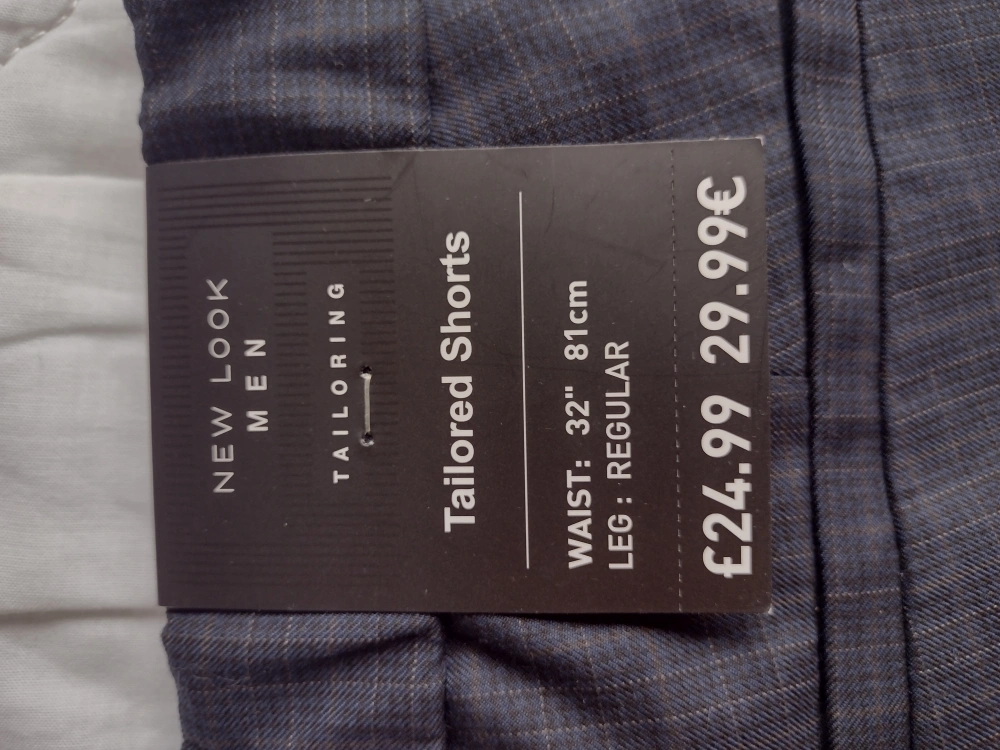 NEW LOOK
MEN
TAILORING
Tailored Shorts
WAIST: 32" 81cm
LEG : REGULAR
£24.99 29.99€